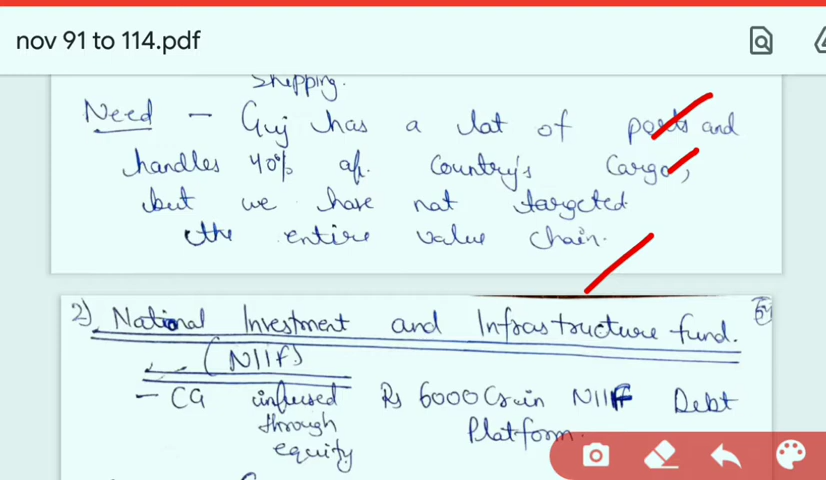 nov 91 to 114.pdf
Shipping.
Need - Guj has a lot of ports and
handles 40% of Country's Cargo,
but we have not targeted
the entire value chain.
2) National Investment and Infrastructure fund.
(NIIF)
- CG infused Rs 6000 Cr in NIIF Debt
through Platform.
equity